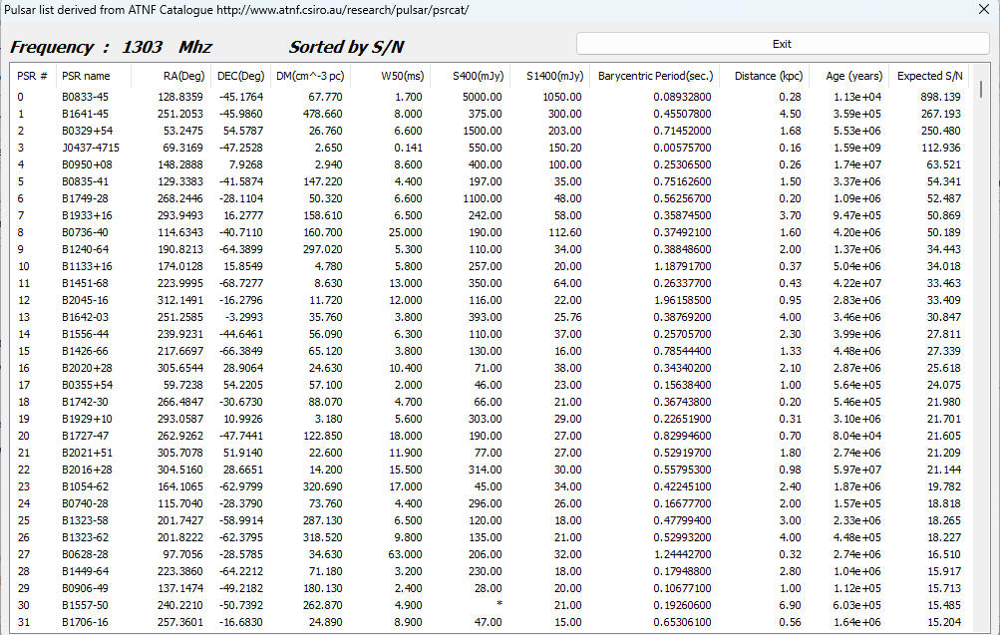 Pulsar list derived from ATNF Catalogue http://www.atnf.csiro.au/research/pulsar/psrcat/
Frequency : 1303 Mhz Sorted by S/N Exit
PSR # PSR name RA(Deg) DEC(Deg) DM(cm^-3 pc) W50(ms) S400(mJy) S1400(mJy) Barycentric Period(sec.) Distance (kpc) Age (years) Expected S/N
0 B0833-45 128.8359 -45.1764 67.770 1.700 5000.00 1050.00 0.08932800 0.28 1.13e+04 898.139
1 B1641-45 251.2053 -45.9860 478.660 8.000 375.00 300.00 0.45507800 4.50 3.59e+05 267.193
2 B0329+54 53.2475 54.5787 26.760 6.600 1500.00 203.00 0.71452000 1.68 5.53e+06 250.480
3 J0437-4715 69.3169 -47.2528 2.650 0.141 550.00 150.20 0.00575700 0.16 1.59e+09 112.936
4 B0950+08 148.2888 7.9268 2.940 8.600 400.00 100.00 0.25306500 0.26 1.74e+07 63.521
5 B0835-41 129.3383 -41.5874 147.220 4.400 197.00 35.00 0.75162600 1.50 3.37e+06 54.341
6 B1749-28 268.2446 -28.1104 50.320 6.600 1100.00 48.00 0.56256700 0.20 1.09e+06 52.487
7 B1933+16 293.9493 16.2777 158.610 6.500 242.00 58.00 0.35874500 3.70 9.47e+05 50.869
8 B0736-40 114.6343 -40.7110 160.700 25.000 190.00 112.60 0.37492100 1.60 4.20e+06 50.189
9 B1240-64 190.8213 -64.3899 297.020 5.300 110.00 34.00 0.38848600 2.00 1.37e+06 34.443
10 B1133+16 174.0128 15.8549 4.780 5.800 257.00 20.00 1.18791700 0.37 5.04e+06 34.018
11 B1451-68 223.9995 -68.7277 8.630 13.000 350.00 64.00 0.26337700 0.43 4.22e+07 33.463
12 B2045-16 312.1491 -16.2796 11.720 12.000 116.00 22.00 1.96158500 0.95 2.83e+06 33.409
13 B1642-03 251.2585 -3.2993 35.760 3.800 393.00 25.76 0.38769200 4.00 3.46e+06 30.847
14 B1556-44 239.9231 -44.6461 56.090 6.300 110.00 37.00 0.25705700 2.30 3.99e+06 27.811
15 B1426-66 217.6697 -66.3849 65.120 3.800 130.00 16.00 0.78544400 1.33 4.48e+06 27.339
16 B2020+28 305.6544 28.9064 24.630 10.400 71.00 38.00 0.34340200 2.10 2.87e+06 25.618
17 B0355+54 59.7238 54.2205 57.100 2.000 46.00 23.00 0.15638400 1.00 5.64e+05 24.075
18 B1742-30 266.4847 -30.6730 88.070 4.700 66.00 21.00 0.36743800 0.20 5.46e+05 21.980
19 B1929+10 293.0587 10.9926 3.180 5.600 303.00 29.00 0.22651900 0.31 3.10e+06 21.701
20 B1727-47 262.9262 -47.7441 122.850 18.000 190.00 27.00 0.82994600 0.70 8.04e+04 21.605
21 B2021+51 305.7078 51.9140 22.600 11.900 77.00 27.00 0.52919700 1.80 2.74e+06 21.209
22 B2016+28 304.5160 28.6651 14.200 15.500 314.00 30.00 0.55795300 0.98 5.97e+07 21.144
23 B1054-62 164.1065 -62.9799 320.690 17.000 45.00 34.00 0.42245100 2.40 1.87e+06 19.782
24 B0740-28 115.7040 -28.3790 73.760 4.400 296.00 26.00 0.16677700 2.00 1.57e+05 18.818
25 B1323-58 201.7427 -58.9914 287.130 6.500 120.00 18.00 0.47799400 3.00 2.33e+06 18.265
26 B1323-62 201.8222 -62.3795 318.520 9.800 135.00 21.00 0.52993200 4.00 4.48e+05 18.227
27 B0628-28 97.7056 -28.5785 34.630 63.000 206.00 32.00 1.24442700 0.32 2.74e+06 16.510
28 B1449-64 223.3860 -64.2212 71.180 3.200 230.00 18.00 0.17948800 2.80 1.04e+06 15.917
29 B0906-49 137.1474 -49.2182 180.130 2.400 28.00 20.00 0.10677100 1.00 1.12e+05 15.713
30 B1557-50 240.2210 -50.7392 262.870 4.900 * 21.00 0.19260600 6.90 6.03e+05 15.485
31 B1706-16 257.3601 -16.6830 24.890 8.900 47.00 15.00 0.65306100 0.56 1.64e+06 15.204